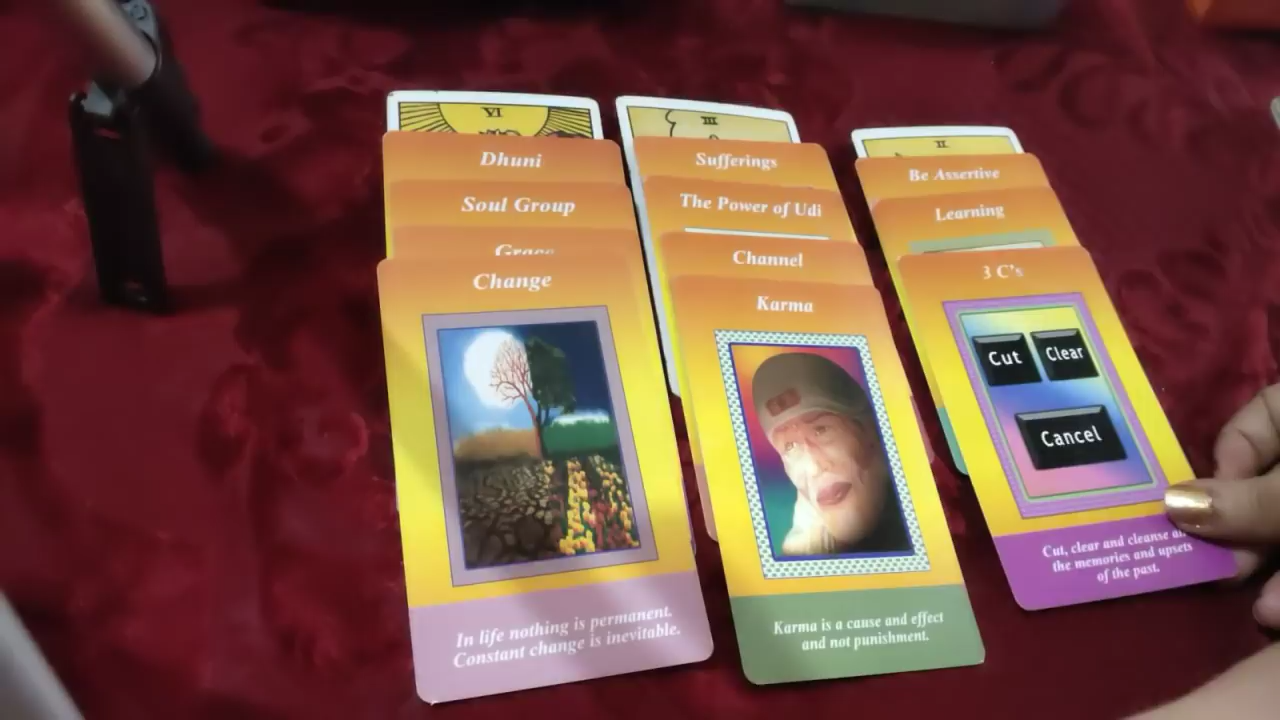 VI
Dhuni
Soul Group
Grace
Change
In life nothing is permanent.
Constant change is inevitable.
III
Sufferings
The Power of Udi
Channel
Karma
Karma is a cause and effect
and not punishment.
II
Be Assertive
Learning
3 C's
Cut
Clear
Cancel
Cut, clear and cleanse
the memories and upsets
of the past.